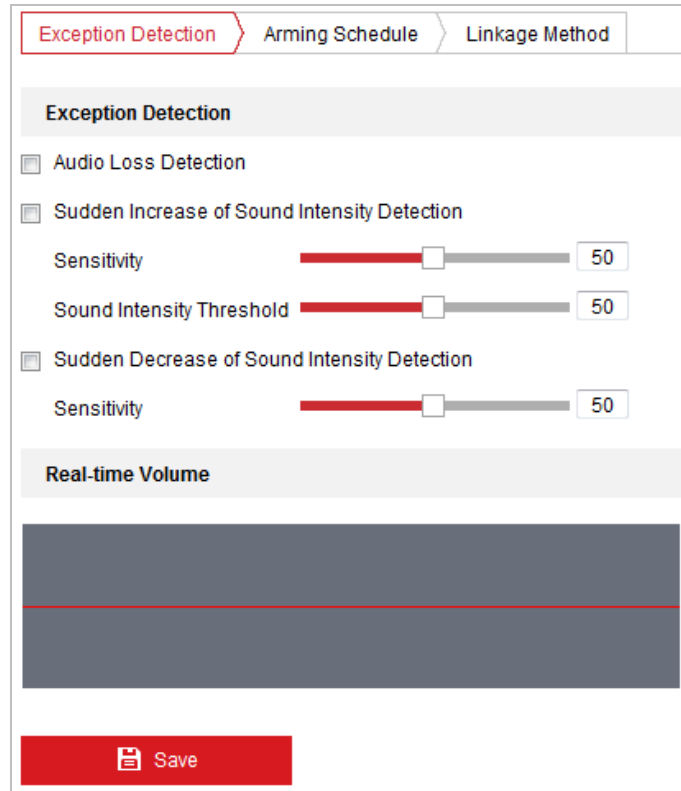 Exception Detection Arming Schedule Linkage Method
Exception Detection
Audio Loss Detection
Sudden Increase of Sound Intensity Detection
Sensitivity 50
Sound Intensity Threshold 50
Sudden Decrease of Sound Intensity Detection
Sensitivity 50
Real-time Volume
Save